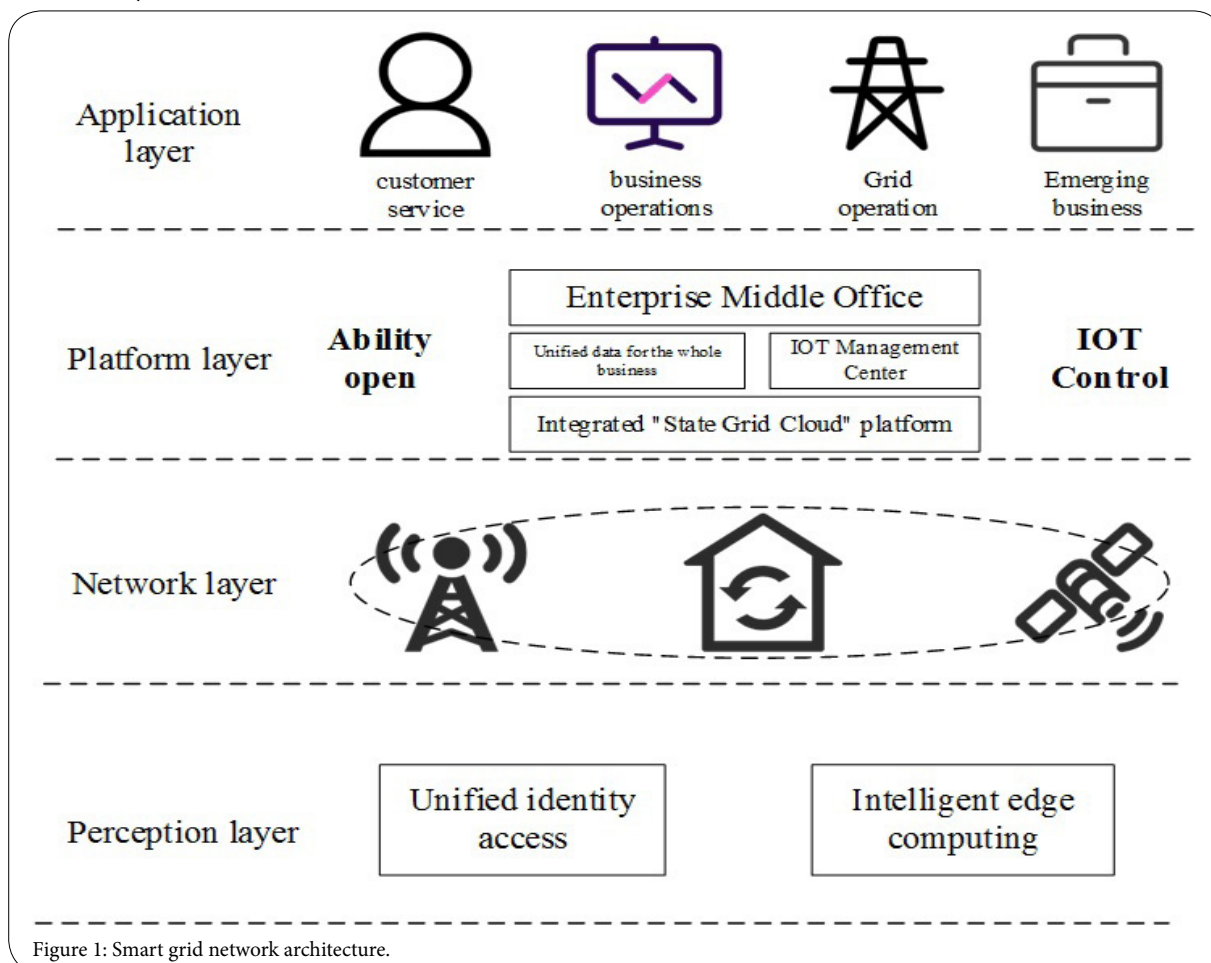 Application
layer
customer
service
business
operations
Grid
operation
Emerging
business
Platform layer
Ability
open
Enterprise Middle Office
Unified data for the whole
business
IOT Management
Center
Integrated "State Grid Cloud" platform
IOT
Control
Network layer
Perception layer
Unified identity
access
Intelligent edge
computing
Figure 1: Smart grid network architecture.